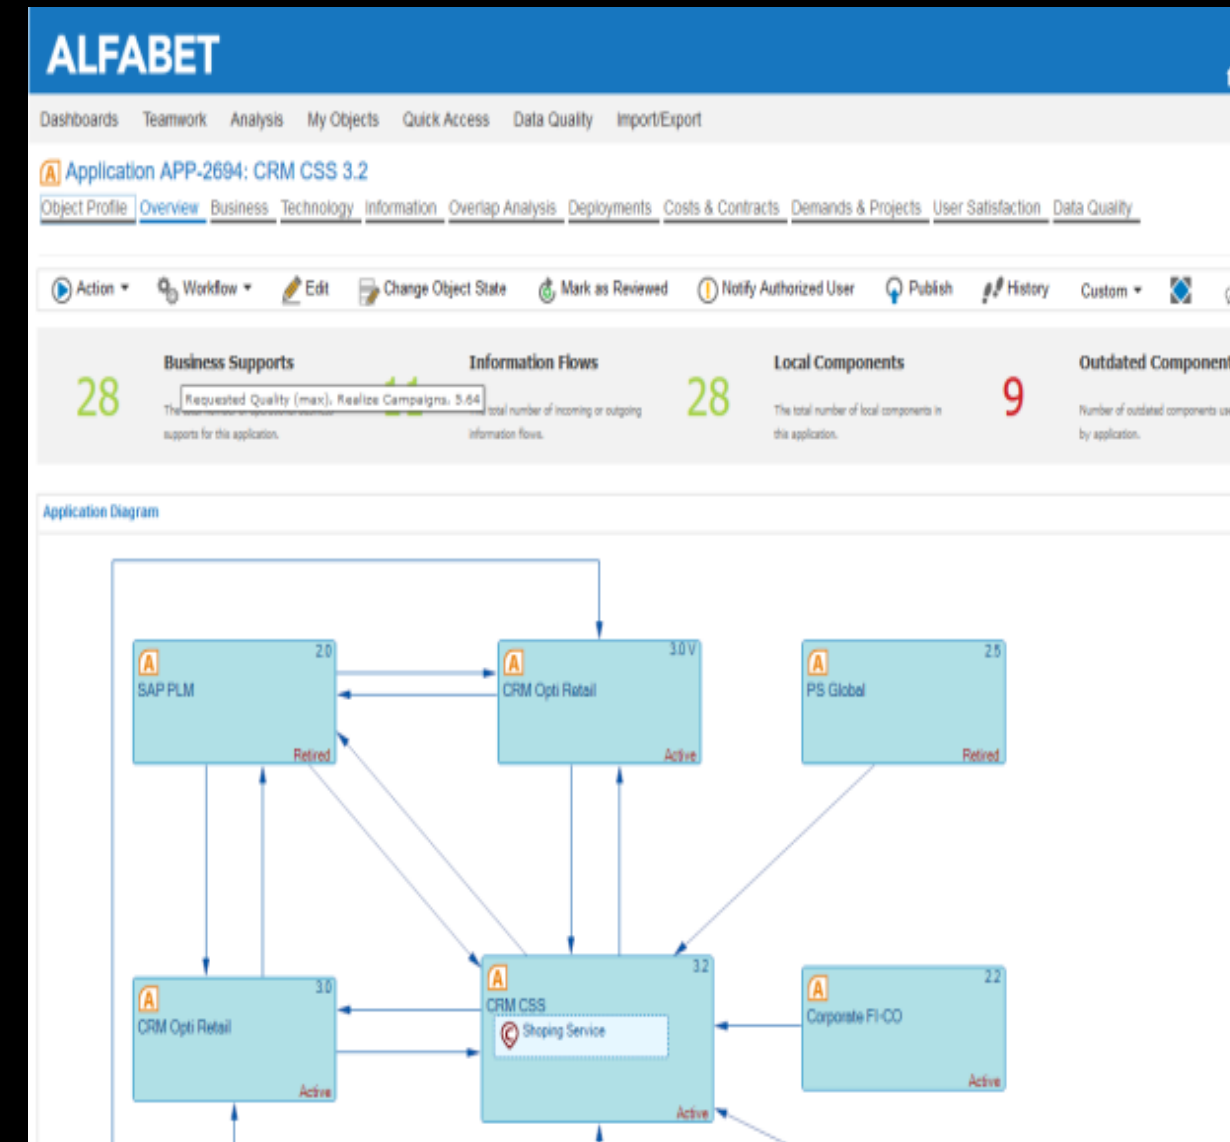 ALFABET
Dashboards Teamwork Analysis My Objects Quick Access Data Quality Import/Export
A Application APP-2694: CRM CSS 3.2
Object Profile Overview Business Technology Information Overlap Analysis Deployments Costs & Contracts Demands & Projects User Satisfaction Data Quality
Action Workflow Edit Change Object State Mark as Reviewed Notify Authorized User Publish History Custom
Business Supports Information Flows Local Components Outdated Component
28 11 28 9
Requested Quality (max), Realize Campaigns, 3.64
total number of incoming or outgoing The total number of local components in Number of outdated components
supports for this application. information flows. this application. by application.
Application Diagram
2.0 3.0 V 2.5
A A A
SAP PLM CRM Opti Retail PS Global
Retired Active Retired
3.0 3.2 2.2
A A A
CRM Opti Retail CRM CSS Corporate FI-CO
C Shoping Service
Active Active Active